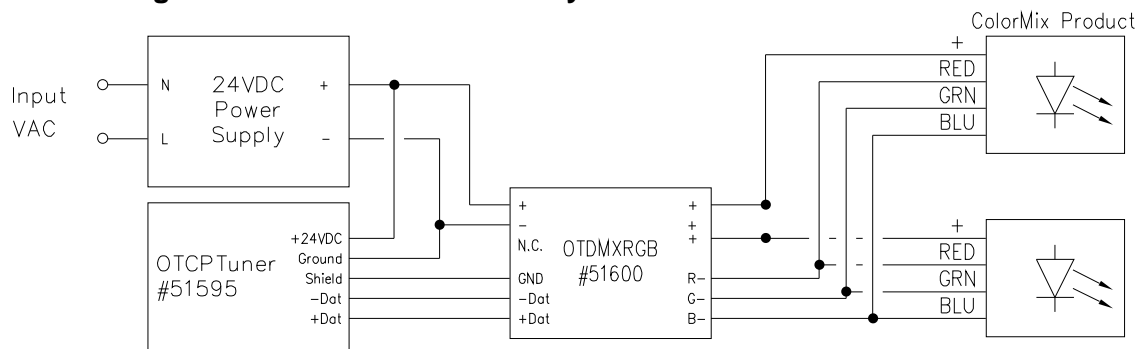 ColorMix Product
Input
VAC
N
L
24VDC
Power
Supply
+
-
+
RED
GRN
BLU
OTCPTuner
#51595
+24VDC
Ground
Shield
-Dat
+Dat
+
-
N.C.
GND
-Dat
+Dat
OTDMXRGB
#51600
+
+
+
R-
G-
B-
+
RED
GRN
BLU